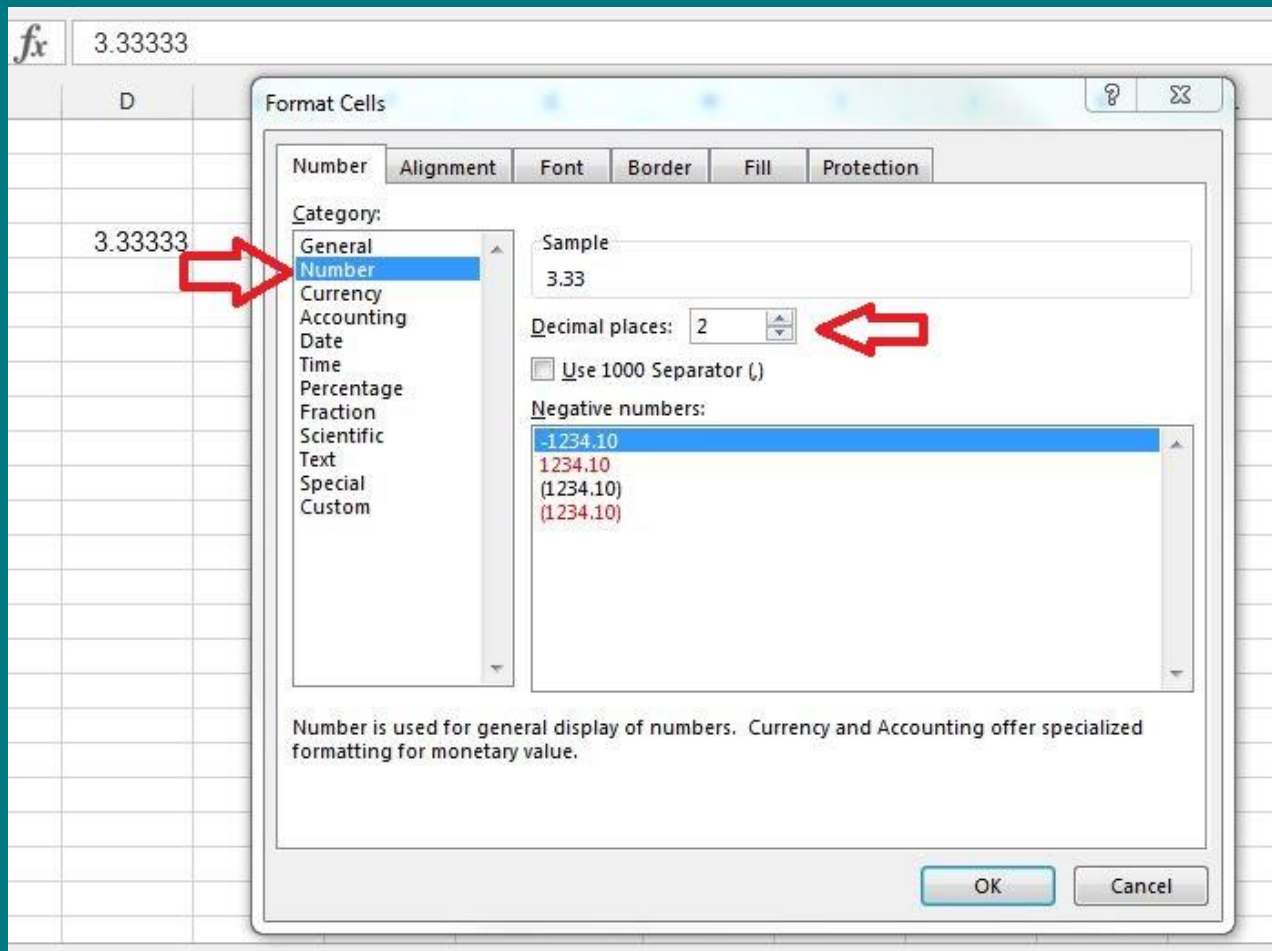 fx 3.33333
D
Format Cells
Number Alignment Font Border Fill Protection
Category:
3.33333
General
Number
Currency
Accounting
Date
Time
Percentage
Fraction
Scientific
Text
Special
Custom
Sample
3.33
Decimal places: 2
Use 1000 Separator (,)
Negative numbers:
-1234.10
1234.10
(1234.10)
(1234.10)
Number is used for general display of numbers. Currency and Accounting offer specialized
formatting for monetary value.
OK Cancel